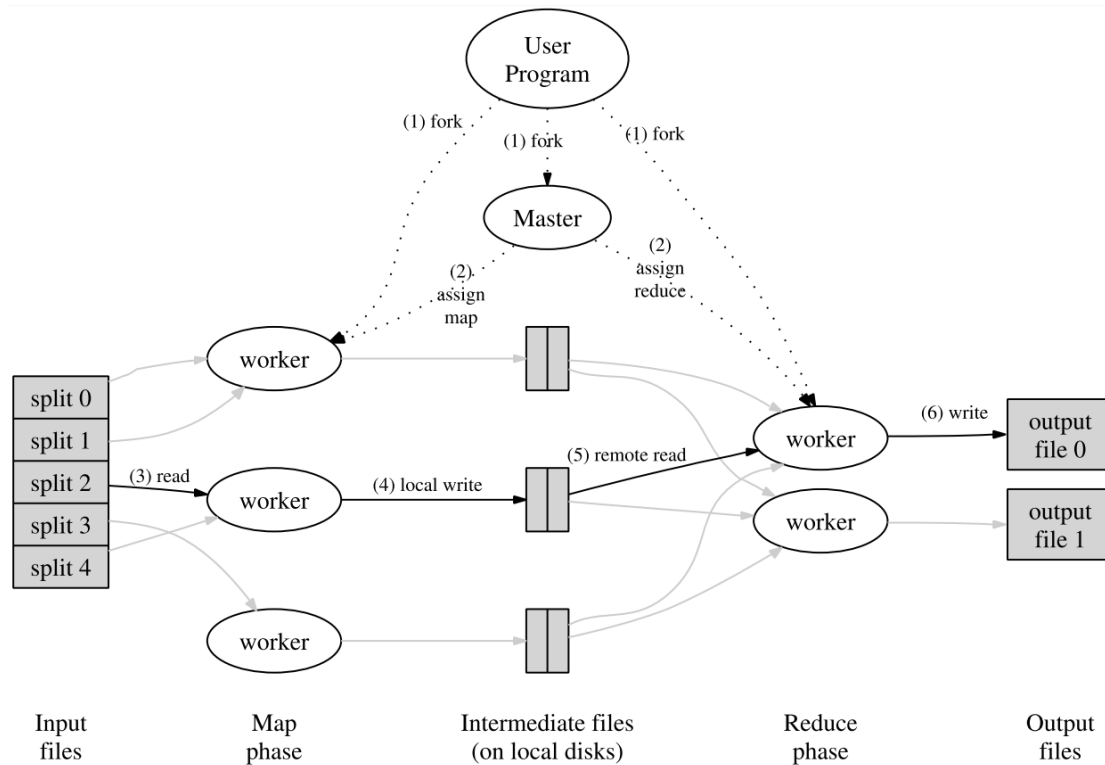 User
Program
(1) fork
(1) fork
(1) fork
Master
(2)
assign
map
(2)
assign
reduce
worker
split 0
split 1
split 2
split 3
split 4
(3) read
worker
(4) local write
(5) remote read
worker
(6) write
output
file 0
worker
output
file 1
worker
Input
files
Map
phase
Intermediate files
(on local disks)
Reduce
phase
Output
files